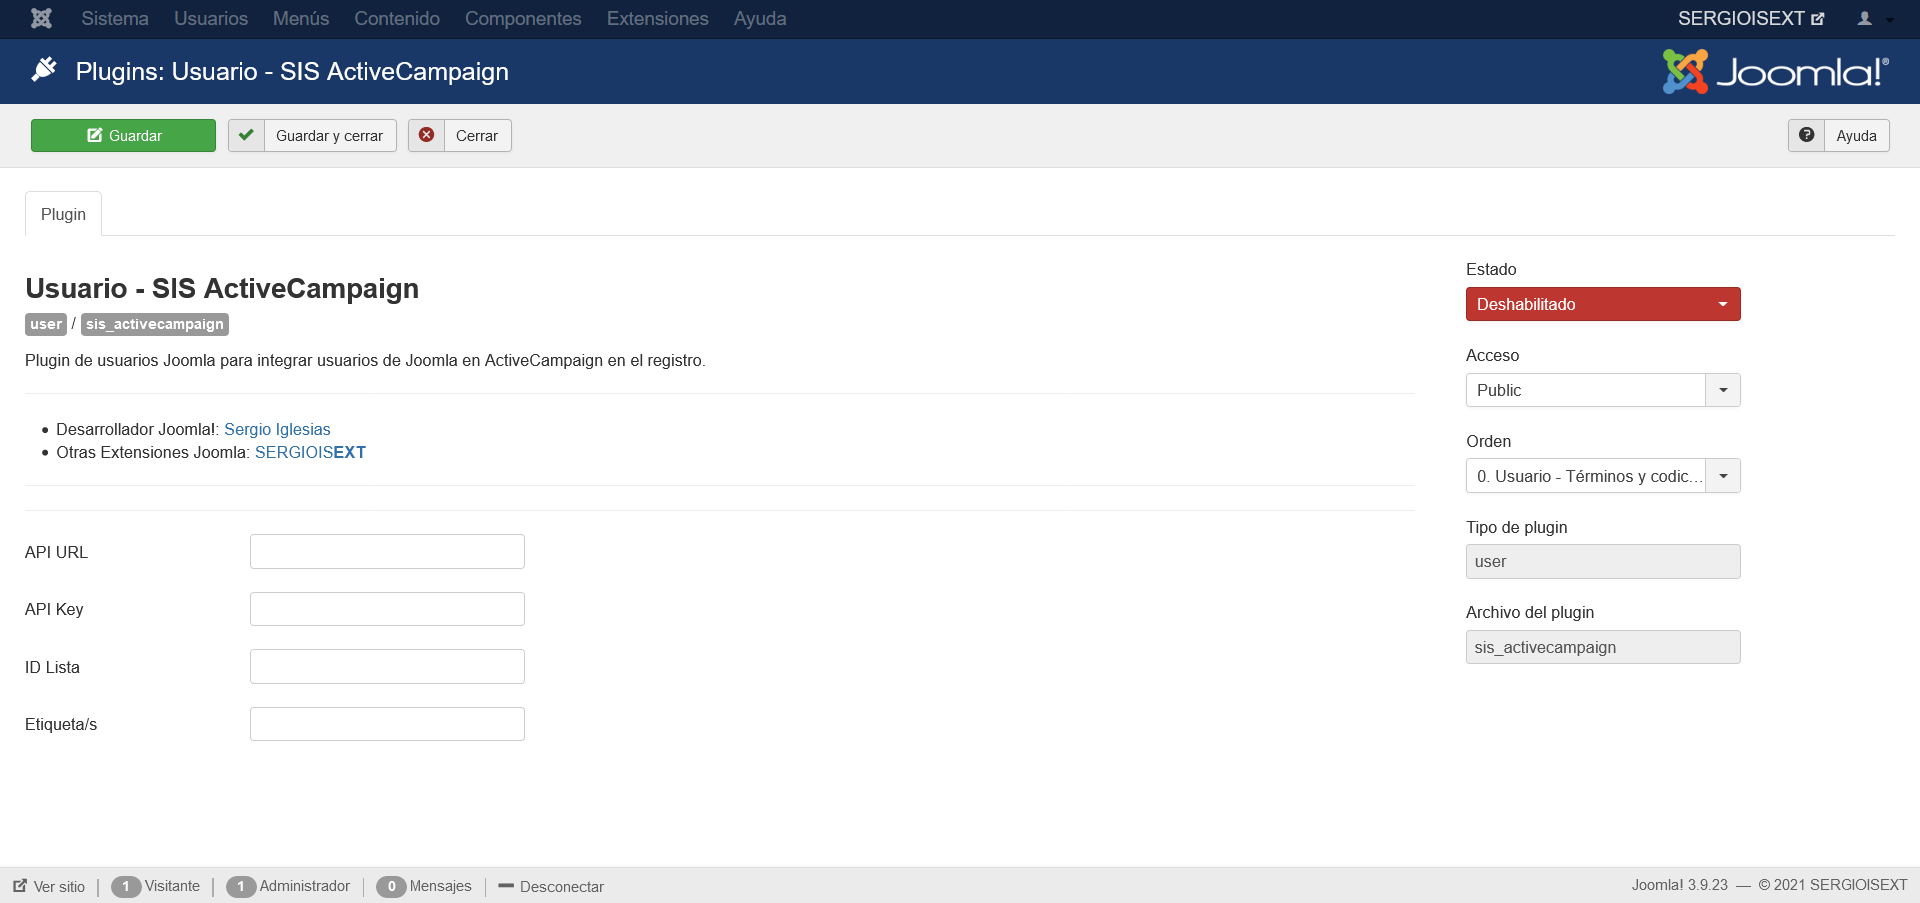 Sistema Usuarios Menús Contenido Componentes Extensiones Ayuda SERGIOISEXT
Plugins: Usuario - SIS ActiveCampaign Joomla!®
Guardar Guardar y cerrar Cerrar Ayuda
Plugin
Usuario - SIS ActiveCampaign
user / sis_activecampaign
Plugin de usuarios Joomla para integrar usuarios de Joomla en ActiveCampaign en el registro.
Desarrollador Joomla!: Sergio Iglesias
Otras Extensiones Joomla: SERGIOISEXT
API URL
API Key
ID Lista
Etiqueta/s
Estado
Deshabilitado
Acceso
Public
Orden
0. Usuario - Términos y codic...
Tipo de plugin
user
Archivo del plugin
sis_activecampaign
Ver sitio 1 Visitante 1 Administrador 0 Mensajes Desconectar Joomla! 3.9.23 — © 2021 SERGIOISEXT